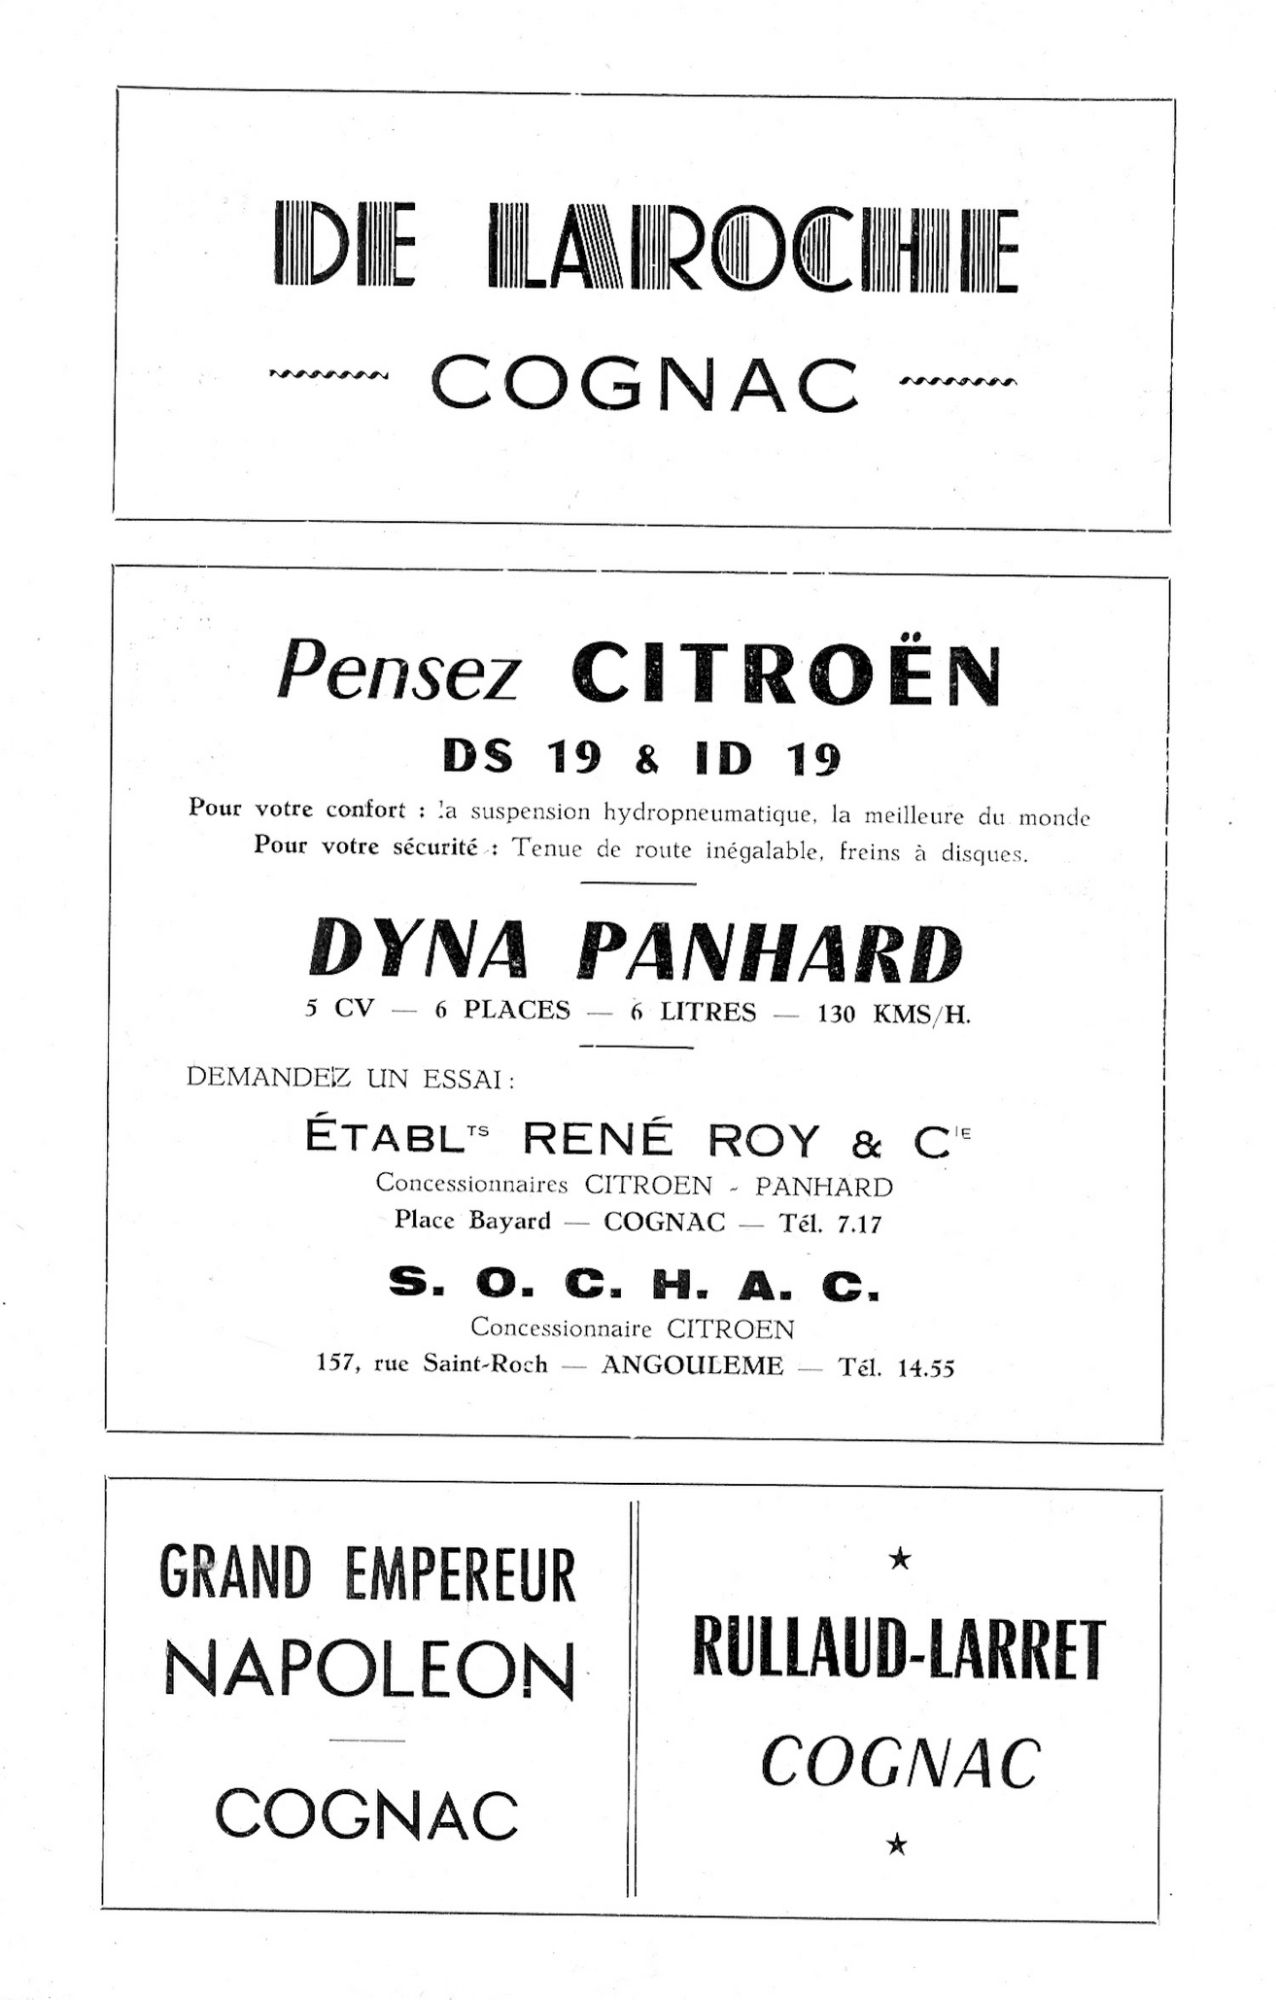 DE LAROCHE
COGNAC
Pensez CITROËN
DS 19 & ID 19
Pour votre confort : la suspension hydropneumatique, la meilleure du monde
Pour votre sécurité : Tenue de route inégalable, freins à disques.
DYNA PANHARD
5 CV — 6 PLACES — 6 LITRES — 130 KMS/H.
DEMANDEZ UN ESSAI :
ÉTABLTS RENÉ ROY & CIE
Concessionnaires CITROEN - PANHARD
Place Bayard — COGNAC — Tél. 7.17
S. O. C. H. A. C.
Concessionnaire CITROEN
157, rue Saint-Roch — ANGOULEME — Tél. 14.55
GRAND EMPEREUR
NAPOLEON
COGNAC
★
RULLAUD-LARRET
COGNAC
★